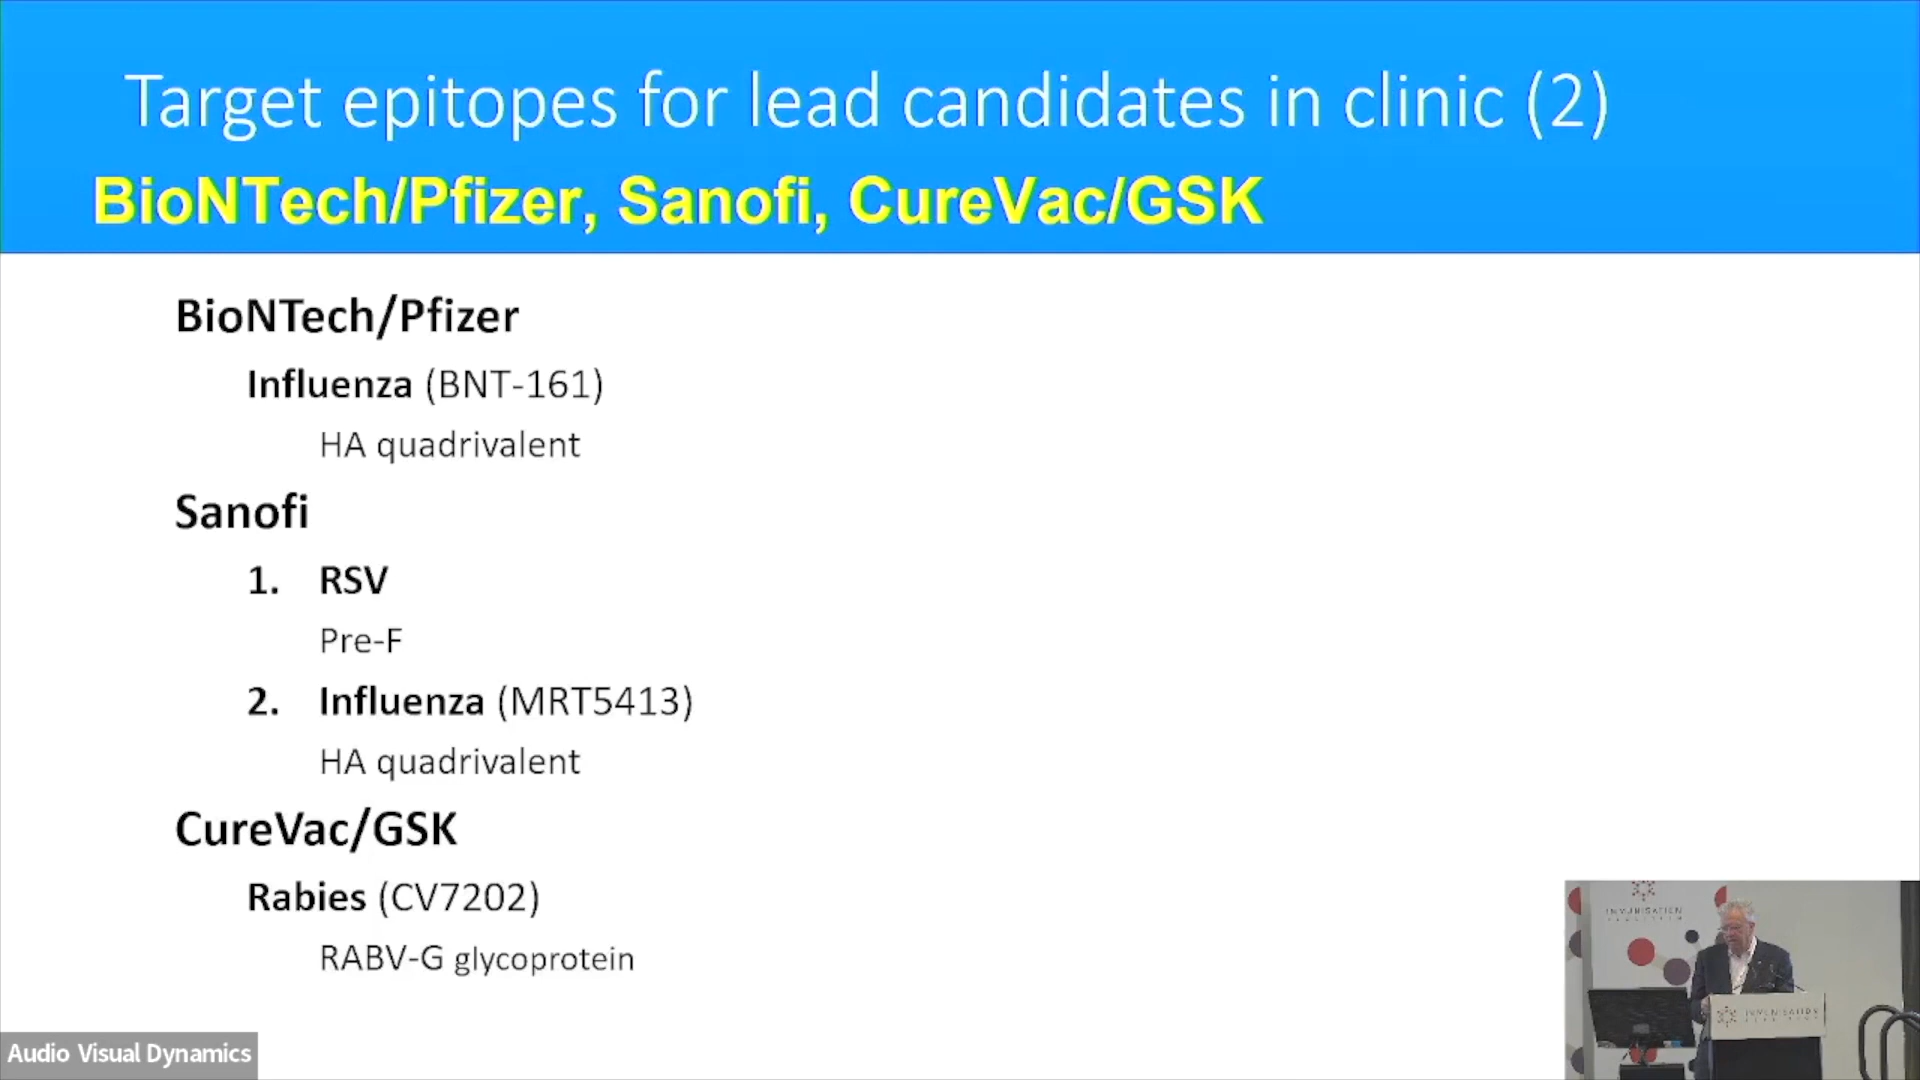 Target epitopes for lead candidates in clinic (2)
BioNTech/Pfizer, Sanofi, CureVac/GSK
BioNTech/Pfizer
Influenza (BNT-161)
HA quadrivalent
Sanofi
1. RSV
Pre-F
2. Influenza (MRT5413)
HA quadrivalent
CureVac/GSK
Rabies (CV7202)
RABV-G glycoprotein
Audio Visual Dynamics
IMMUNISATION